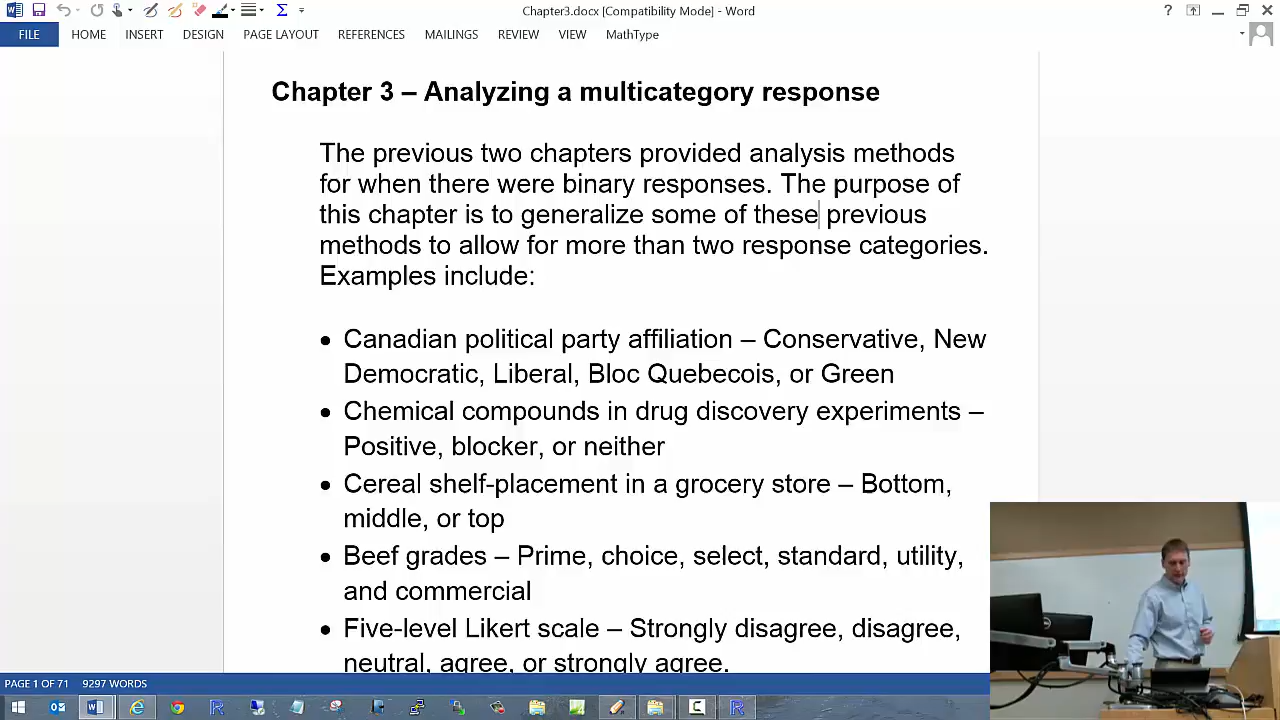 Chapter3.docx [Compatibility Mode] - Word
FILE HOME INSERT DESIGN PAGE LAYOUT REFERENCES MAILINGS REVIEW VIEW MathType
Chapter 3 – Analyzing a multicategory response
The previous two chapters provided analysis methods
for when there were binary responses. The purpose of
this chapter is to generalize some of these previous
methods to allow for more than two response categories.
Examples include:
• Canadian political party affiliation – Conservative, New
Democratic, Liberal, Bloc Quebecois, or Green
• Chemical compounds in drug discovery experiments –
Positive, blocker, or neither
• Cereal shelf-placement in a grocery store – Bottom,
middle, or top
• Beef grades – Prime, choice, select, standard, utility,
and commercial
• Five-level Likert scale – Strongly disagree, disagree,
neutral, agree, or strongly agree.
PAGE 1 OF 71 9297 WORDS